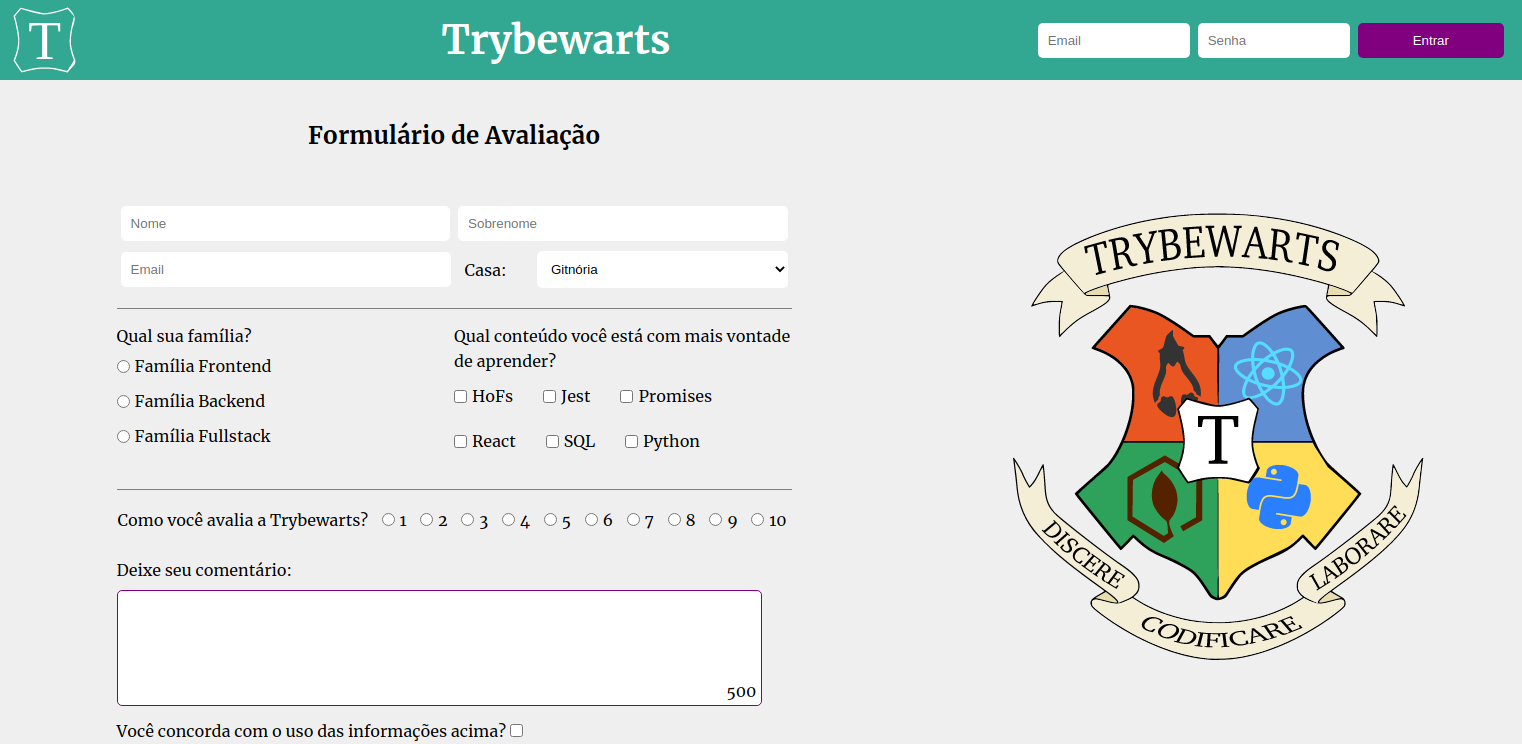 T
Trybewarts
Email
Senha
Entrar
Formulário de Avaliação
Nome
Sobrenome
Email
Casa:
Gitnória
Qual sua família?
Família Frontend
Família Backend
Família Fullstack
Qual conteúdo você está com mais vontade
de aprender?
HoFs Jest Promises
React SQL Python
Como você avalia a Trybewarts? 1 2 3 4 5 6 7 8 9 10
Deixe seu comentário:
500
Você concorda com o uso das informações acima?
TRYBEWARTS
T
DISCERE
LABORARE
CODIFICARE